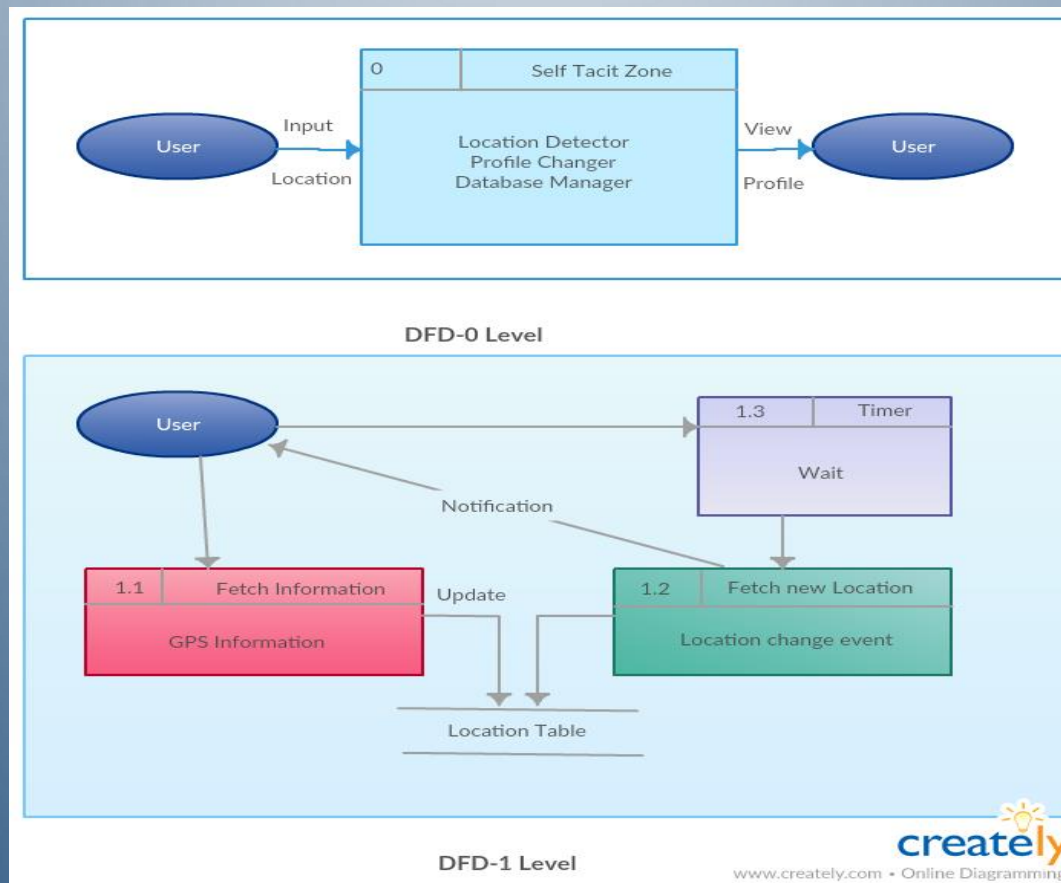 0 Self Tacit Zone
User
Input
Location
Location Detector
Profile Changer
Database Manager
View
Profile
User
DFD-0 Level
User
1.3 Timer
Wait
Notification
1.1 Fetch Information
GPS Information
Update
1.2 Fetch new Location
Location change event
Location Table
DFD-1 Level
creately
www.creately.com • Online Diagramming